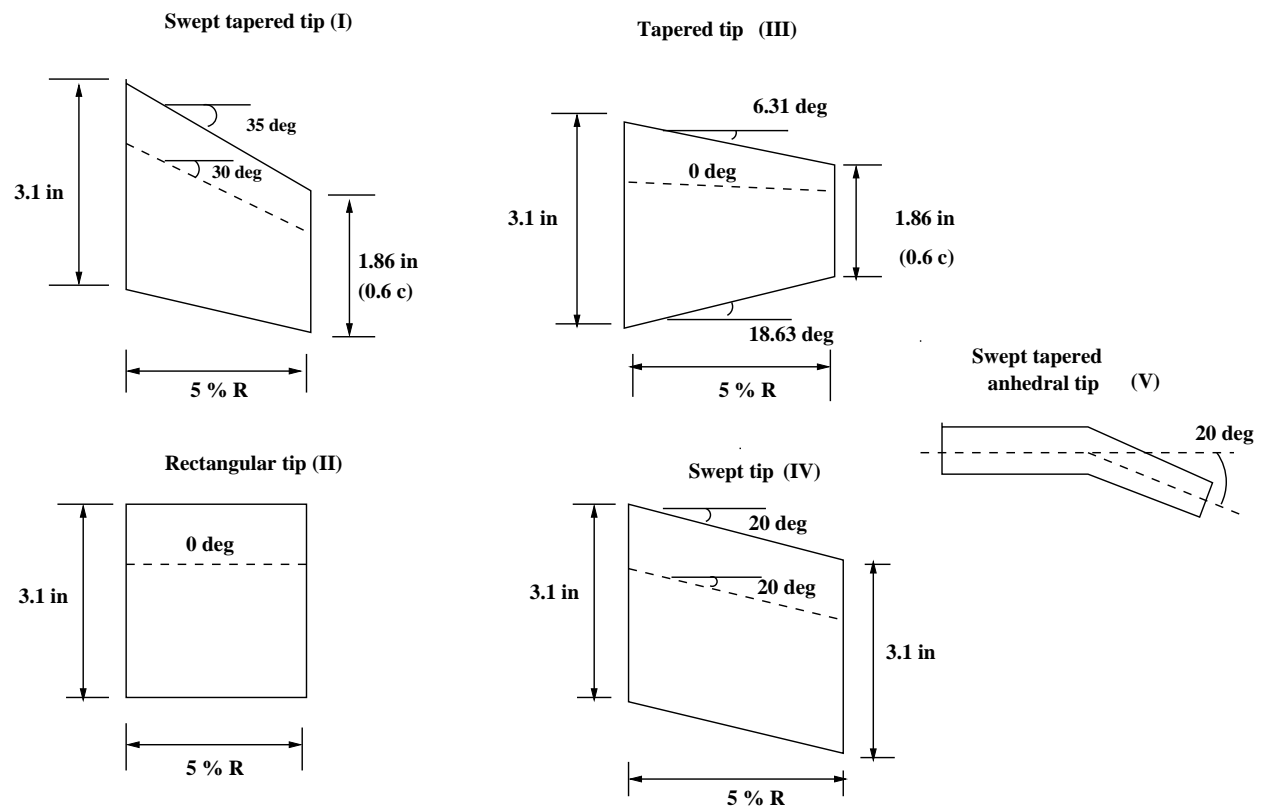 Swept tapered tip (I)
35 deg
30 deg
3.1 in
1.86 in
(0.6 c)
5 % R
Tapered tip (III)
6.31 deg
0 deg
3.1 in
1.86 in
(0.6 c)
18.63 deg
5 % R
Swept tapered
anhedral tip (V)
20 deg
Rectangular tip (II)
0 deg
3.1 in
5 % R
Swept tip (IV)
20 deg
20 deg
3.1 in
3.1 in
5 % R